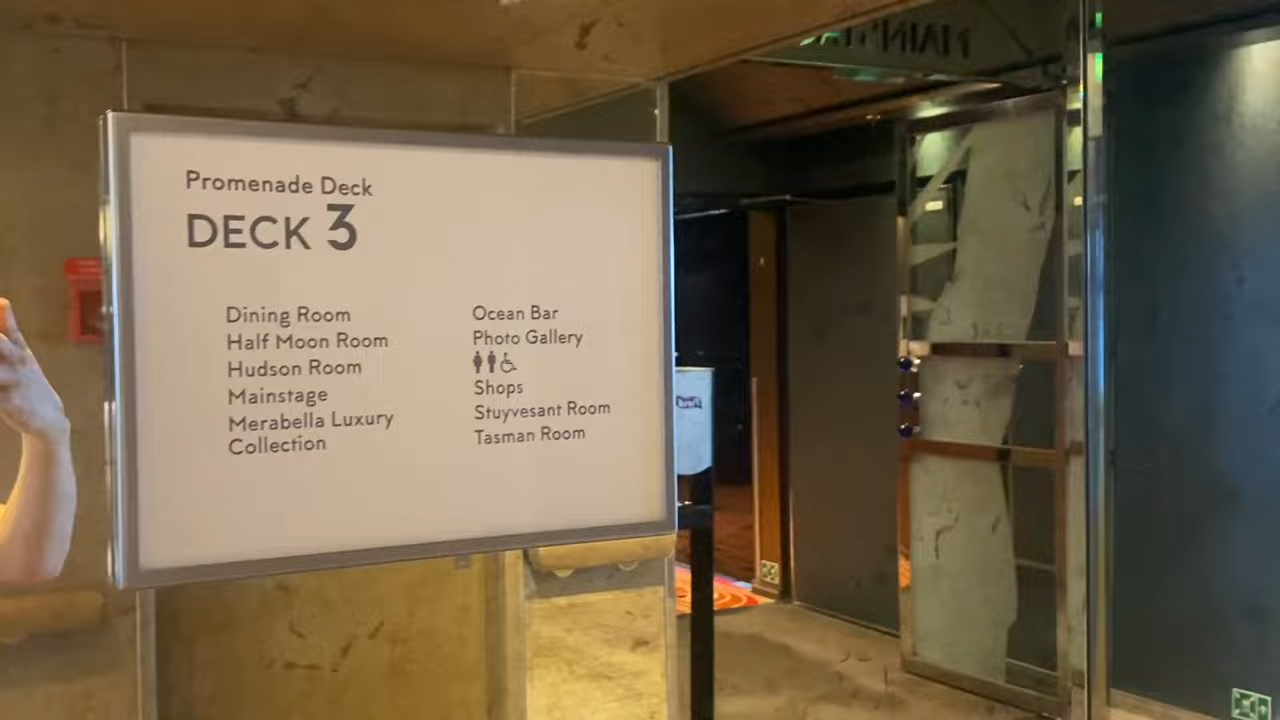 Promenade Deck
DECK 3
Dining Room
Half Moon Room
Hudson Room
Mainstage
Merabella Luxury
Collection
Ocean Bar
Photo Gallery
Shops
Stuyvesant Room
Tasman Room